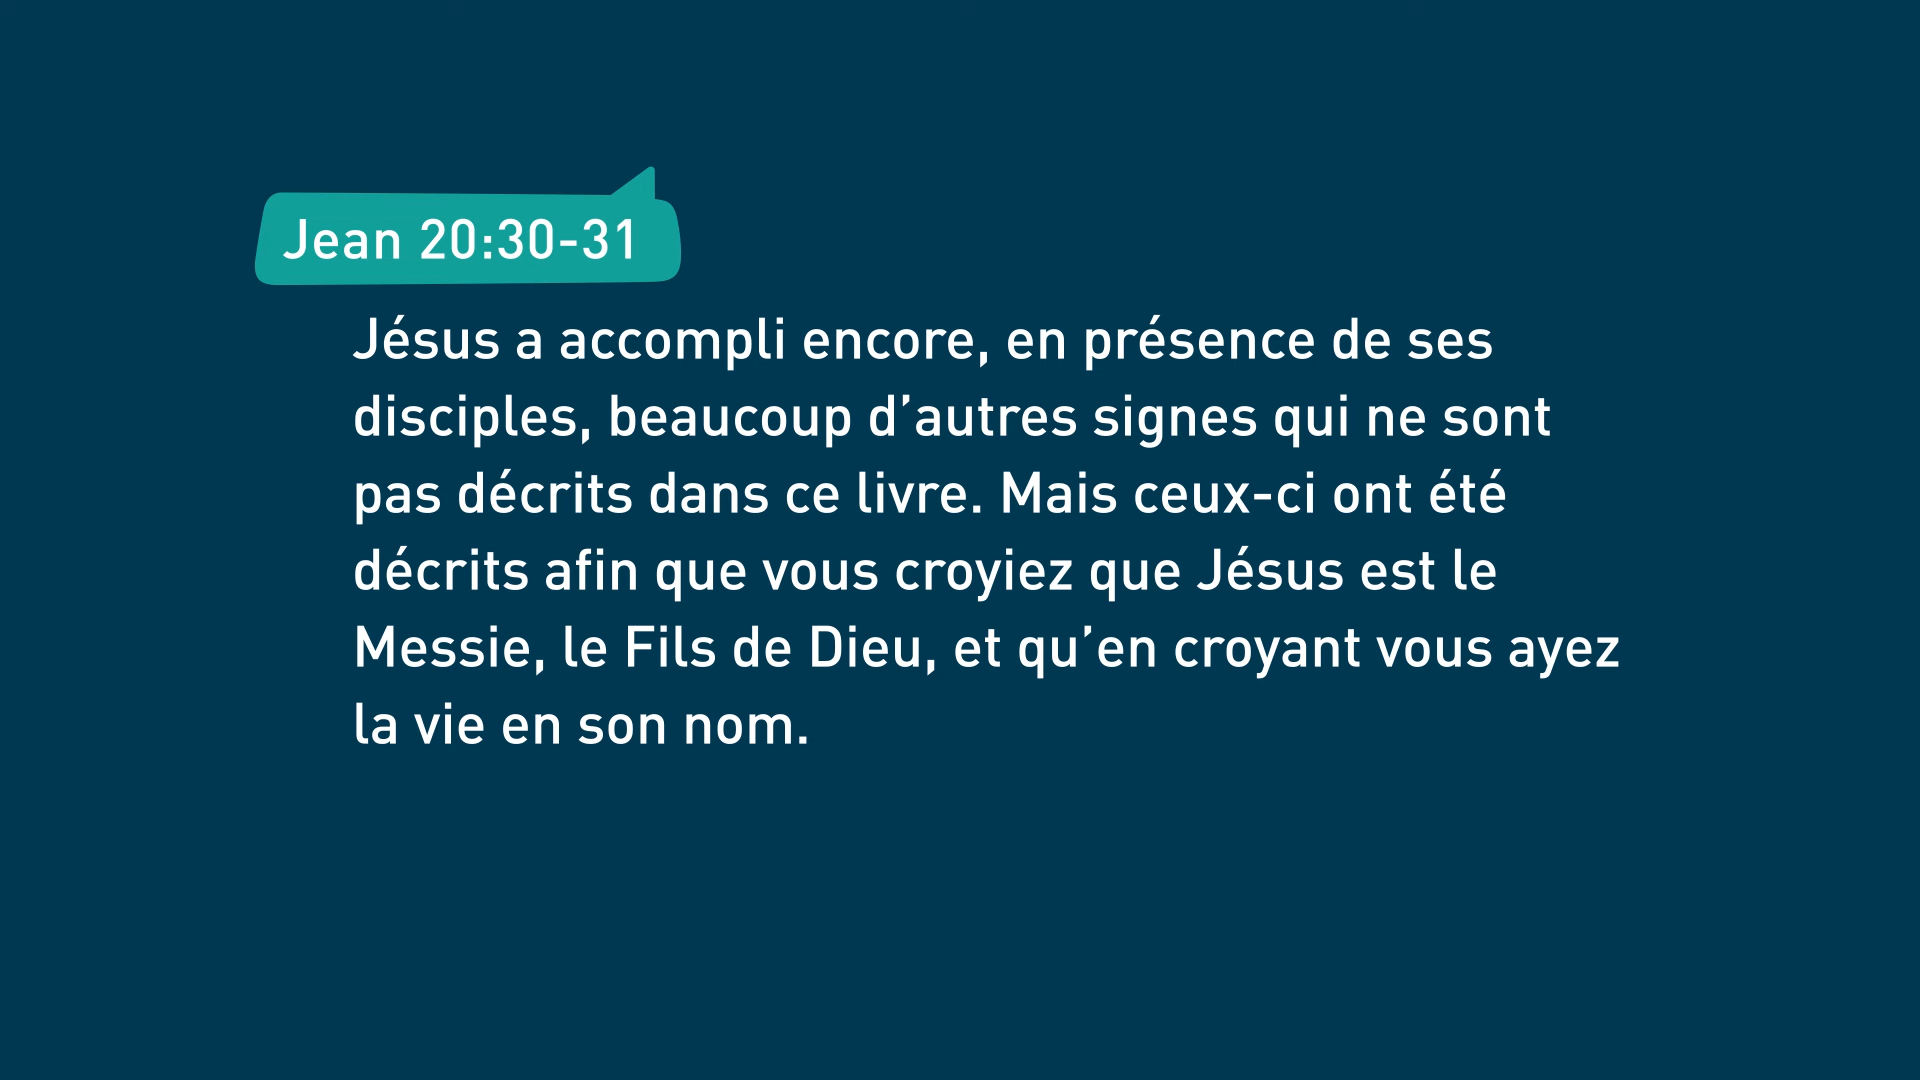 Jean 20:30-31
Jésus a accompli encore, en présence de ses
disciples, beaucoup d’autres signes qui ne sont
pas décrits dans ce livre. Mais ceux-ci ont été
décrits afin que vous croyiez que Jésus est le
Messie, le Fils de Dieu, et qu’en croyant vous ayez
la vie en son nom.